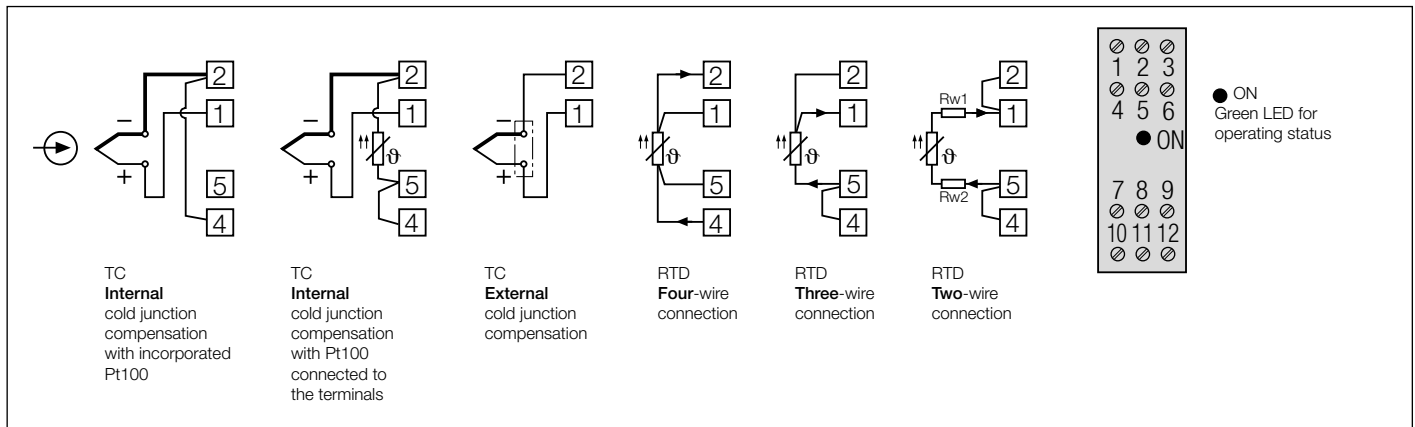 −
+
2
1
5
4
TC
Internal
cold junction
compensation
with incorporated
Pt100
−
+
ϑ
2
1
5
4
TC
Internal
cold junction
compensation
with Pt100
connected to
the terminals
−
+
2
1
TC
External
cold junction
compensation
ϑ
2
1
5
4
RTD
Four-wire
connection
ϑ
2
1
5
4
RTD
Three-wire
connection
Rw1
ϑ
Rw2
2
1
5
4
RTD
Two-wire
connection
1 2 3
4 5 6
ON
7 8 9
10 11 12
ON
Green LED for
operating status